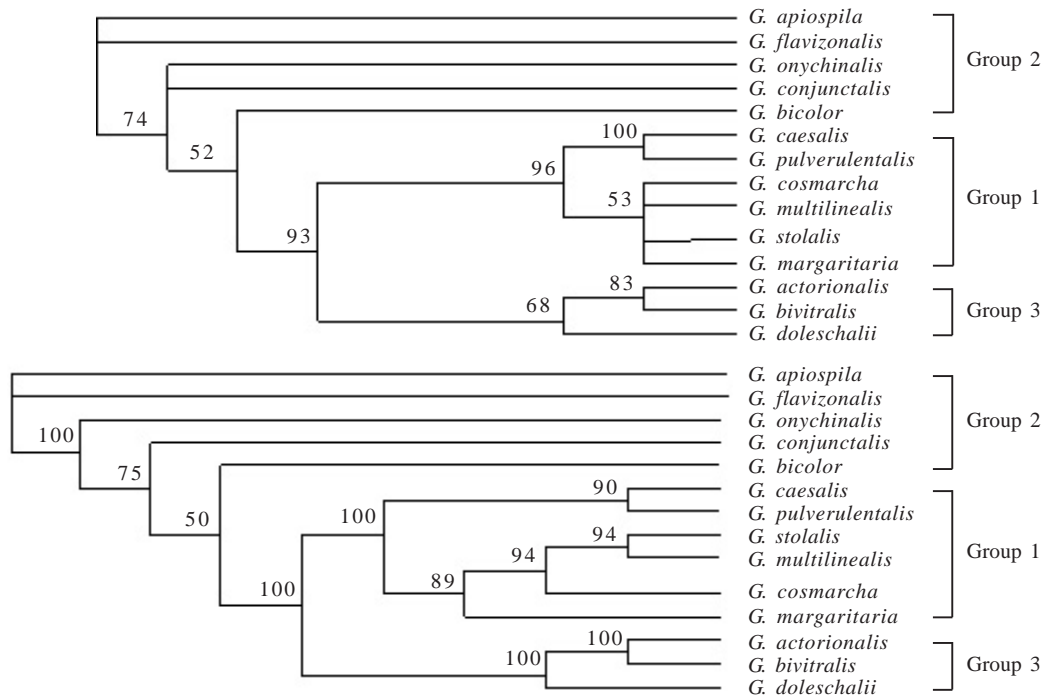 G. apiospila
G. flavizonalis
Group 2
G. onychinalis
G. conjunctalis
74
G. bicolor
52
G. caesalis
100
G. pulverulentalis
96
G. cosmarcha
53
Group 1
G. multilinealis
G. stolalis
93
G. margaritaria
G. actorionalis
83
G. bivitralis
Group 3
68
G. doleschalii
G. apiospila
G. flavizonalis
Group 2
G. onychinalis
100
G. conjunctalis
75
G. bicolor
G. caesalis
90
G. pulverulentalis
50
100
G. stolalis
94
Group 1
G. multilinealis
94
89
G. cosmarcha
100
G. margaritaria
G. actorionalis
100
G. bivitralis
Group 3
100
G. doleschalii